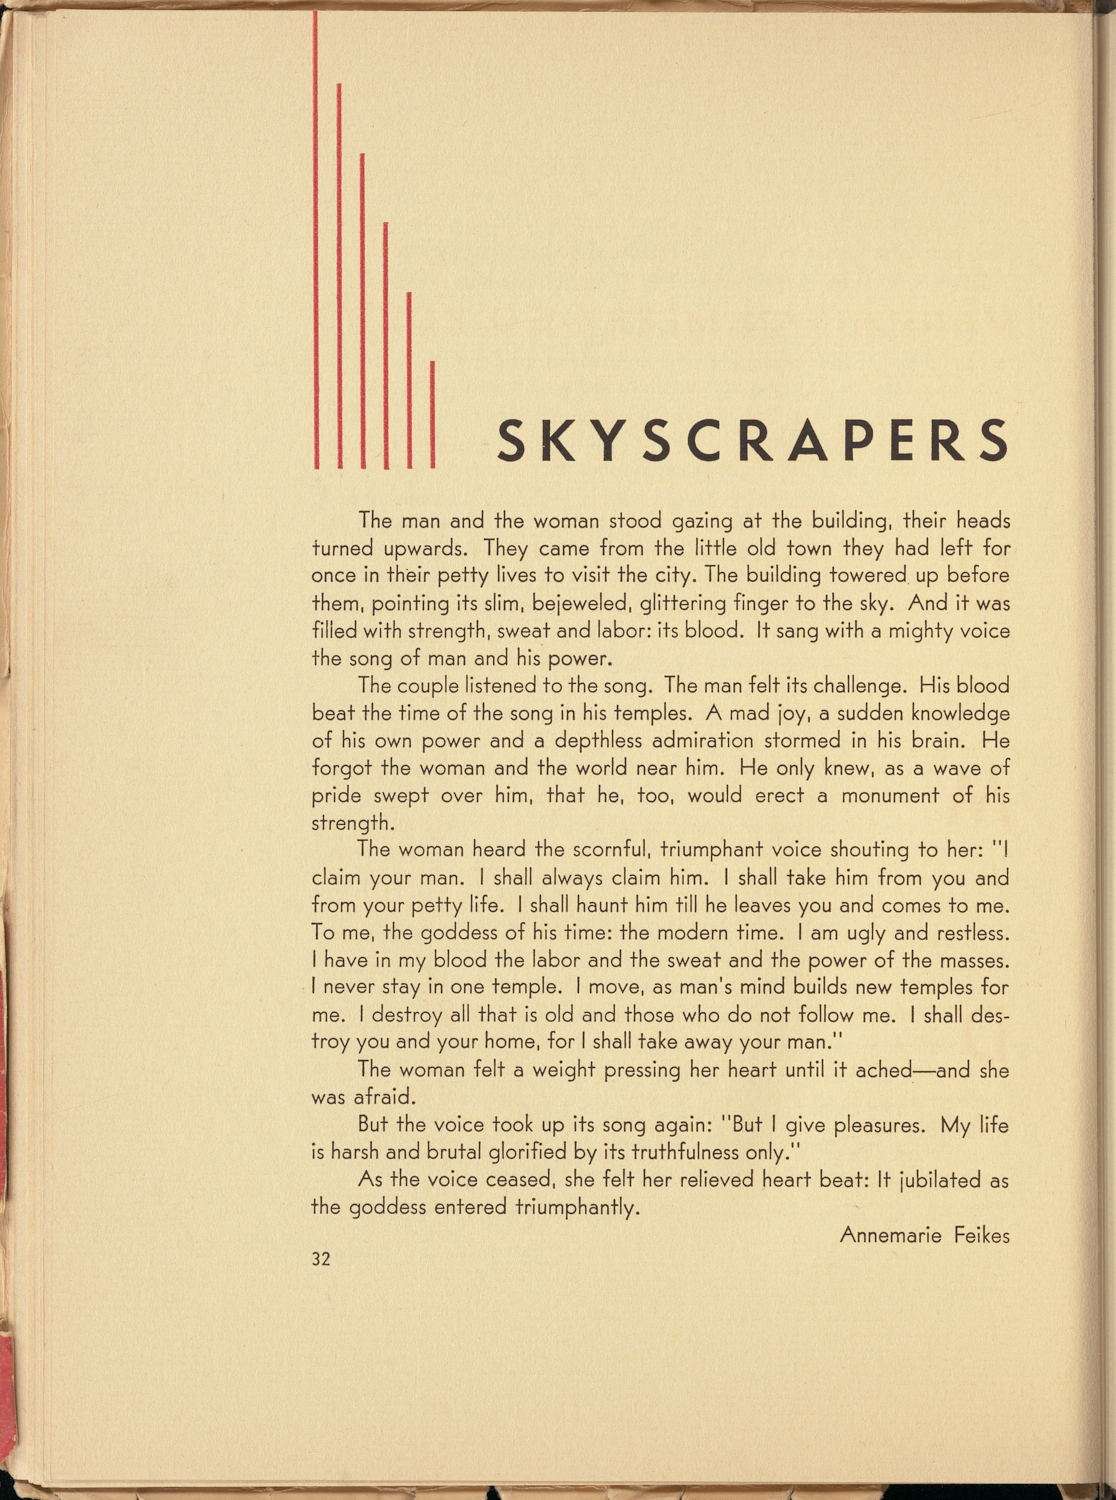 SKYSCRAPERS
The man and the woman stood gazing at the building, their heads
turned upwards. They came from the little old town they had left for
once in their petty lives to visit the city. The building towered up before
them, pointing its slim, bejeweled, glittering finger to the sky. And it was
filled with strength, sweat and labor: its blood. It sang with a mighty voice
the song of man and his power.
The couple listened to the song. The man felt its challenge. His blood
beat the time of the song in his temples. A mad joy, a sudden knowledge
of his own power and a depthless admiration stormed in his brain. He
forgot the woman and the world near him. He only knew, as a wave of
pride swept over him, that he, too, would erect a monument of his
strength.
The woman heard the scornful, triumphant voice shouting to her: "I
claim your man. I shall always claim him. I shall take him from you and
from your petty life. I shall haunt him till he leaves you and comes to me.
To me, the goddess of his time: the modern time. I am ugly and restless.
I have in my blood the labor and the sweat and the power of the masses.
I never stay in one temple. I move, as man's mind builds new temples for
me. I destroy all that is old and those who do not follow me. I shall des-
troy you and your home, for I shall take away your man."
The woman felt a weight pressing her heart until it ached—and she
was afraid.
But the voice took up its song again: "But I give pleasures. My life
is harsh and brutal glorified by its truthfulness only."
As the voice ceased, she felt her relieved heart beat: It jubilated as
the goddess entered triumphantly.
Annemarie Feikes
32